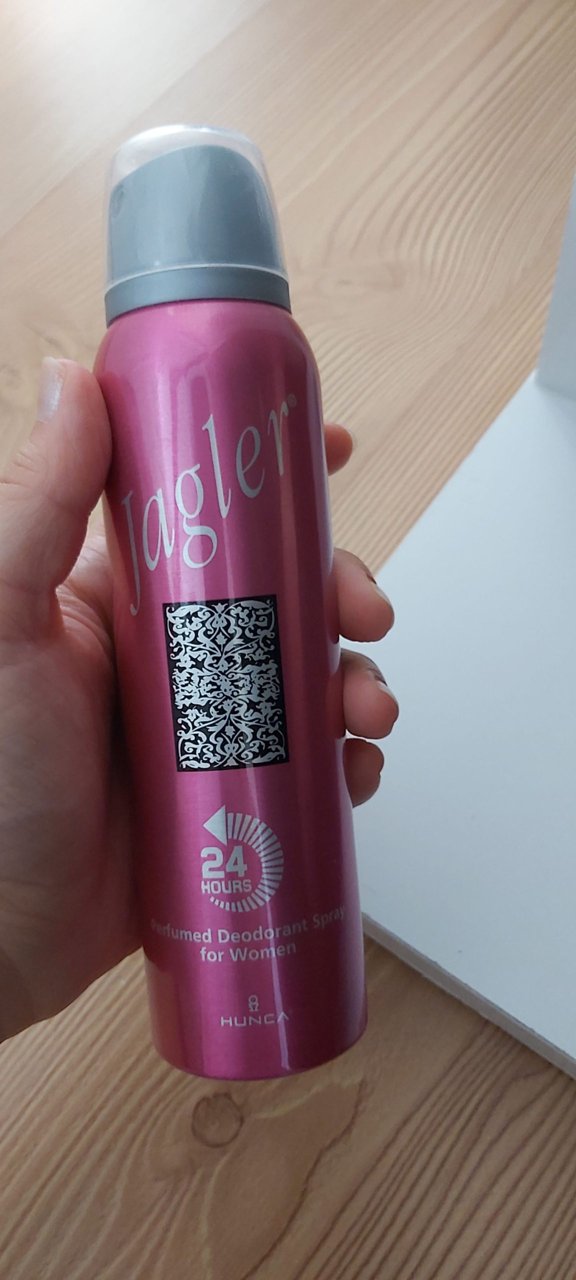 Jagler®
24
HOURS
Perfumed Deodorant Spray
for Women
HUNCA